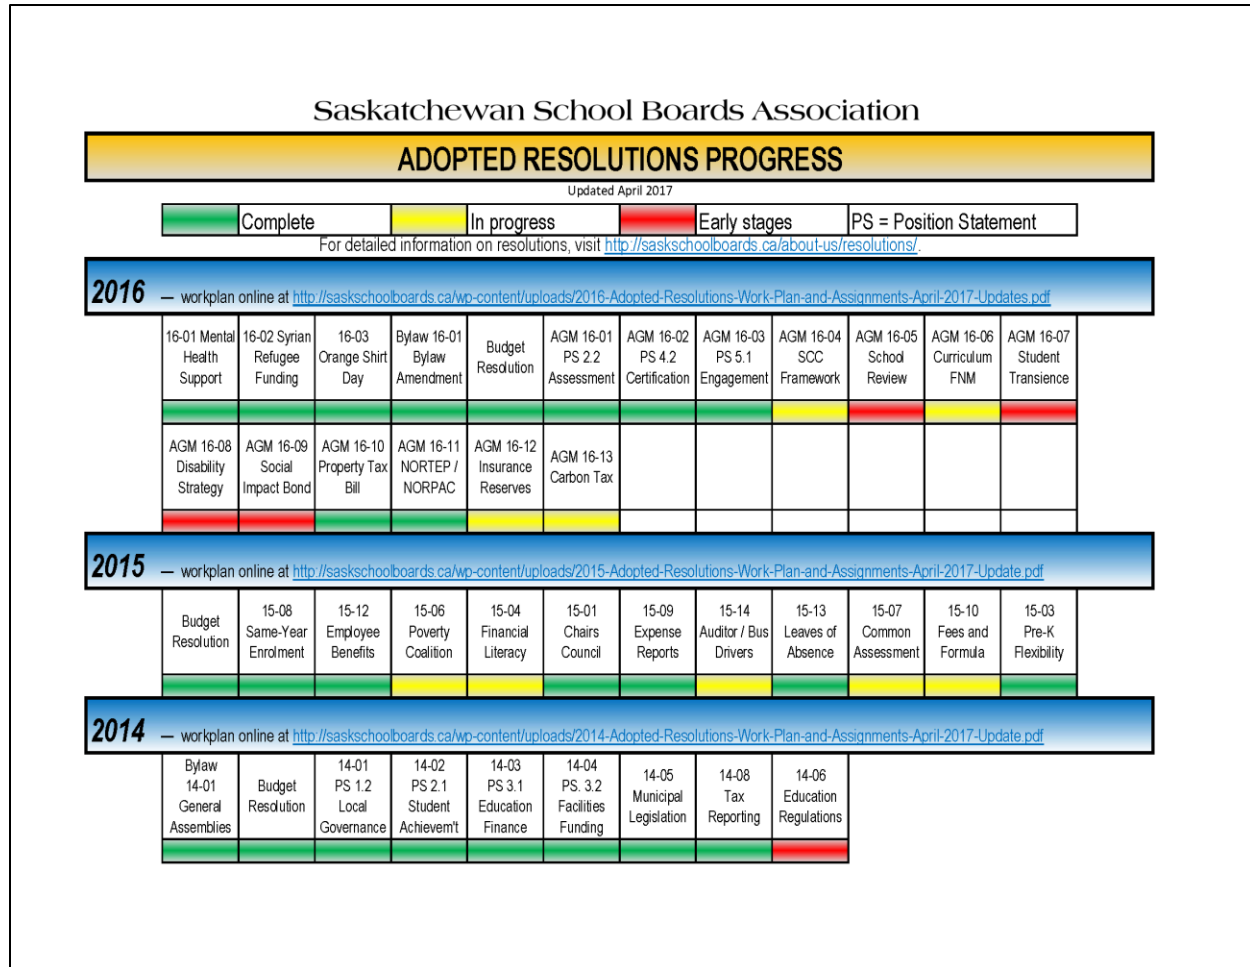 Saskatchewan School Boards Association
ADOPTED RESOLUTIONS PROGRESS
Updated April 2017
Complete In progress Early stages PS = Position Statement
For detailed information on resolutions, visit http://saskschoolboards.ca/about-us/resolutions/.
2016 — workplan online at http://saskschoolboards.ca/wp-content/uploads/2016-Adopted-Resolutions-Work-Plan-and-Assignments-April-2017-Updates.pdf
16-01 Mental
Health
Support
16-02 Syrian
Refugee
Funding
16-03
Orange Shirt
Day
Bylaw 16-01
Bylaw
Amendment
Budget
Resolution
AGM 16-01
PS 2.2
Assessment
AGM 16-02
PS 4.2
Certification
AGM 16-03
PS 5.1
Engagement
AGM 16-04
SCC
Framework
AGM 16-05
School
Review
AGM 16-06
Curriculum
FNM
AGM 16-07
Student
Transience
AGM 16-08
Disability
Strategy
AGM 16-09
Social
Impact Bond
AGM 16-10
Property Tax
Bill
AGM 16-11
NORTEP /
NORPAC
AGM 16-12
Insurance
Reserves
AGM 16-13
Carbon Tax
2015 — workplan online at http://saskschoolboards.ca/wp-content/uploads/2015-Adopted-Resolutions-Work-Plan-and-Assignments-April-2017-Update.pdf
Budget
Resolution
15-08
Same-Year
Enrolment
15-12
Employee
Benefits
15-06
Poverty
Coalition
15-04
Financial
Literacy
15-01
Chairs
Council
15-09
Expense
Reports
15-14
Auditor / Bus
Drivers
15-13
Leaves of
Absence
15-07
Common
Assessment
15-10
Fees and
Formula
15-03
Pre-K
Flexibility
2014 — workplan online at http://saskschoolboards.ca/wp-content/uploads/2014-Adopted-Resolutions-Work-Plan-and-Assignments-April-2017-Update.pdf
Bylaw
14-01
General
Assemblies
Budget
Resolution
14-01
PS 1.2
Local
Governance
14-02
PS 2.1
Student
Achievem't
14-03
PS 3.1
Education
Finance
14-04
PS. 3.2
Facilities
Funding
14-05
Municipal
Legislation
14-08
Tax
Reporting
14-06
Education
Regulations